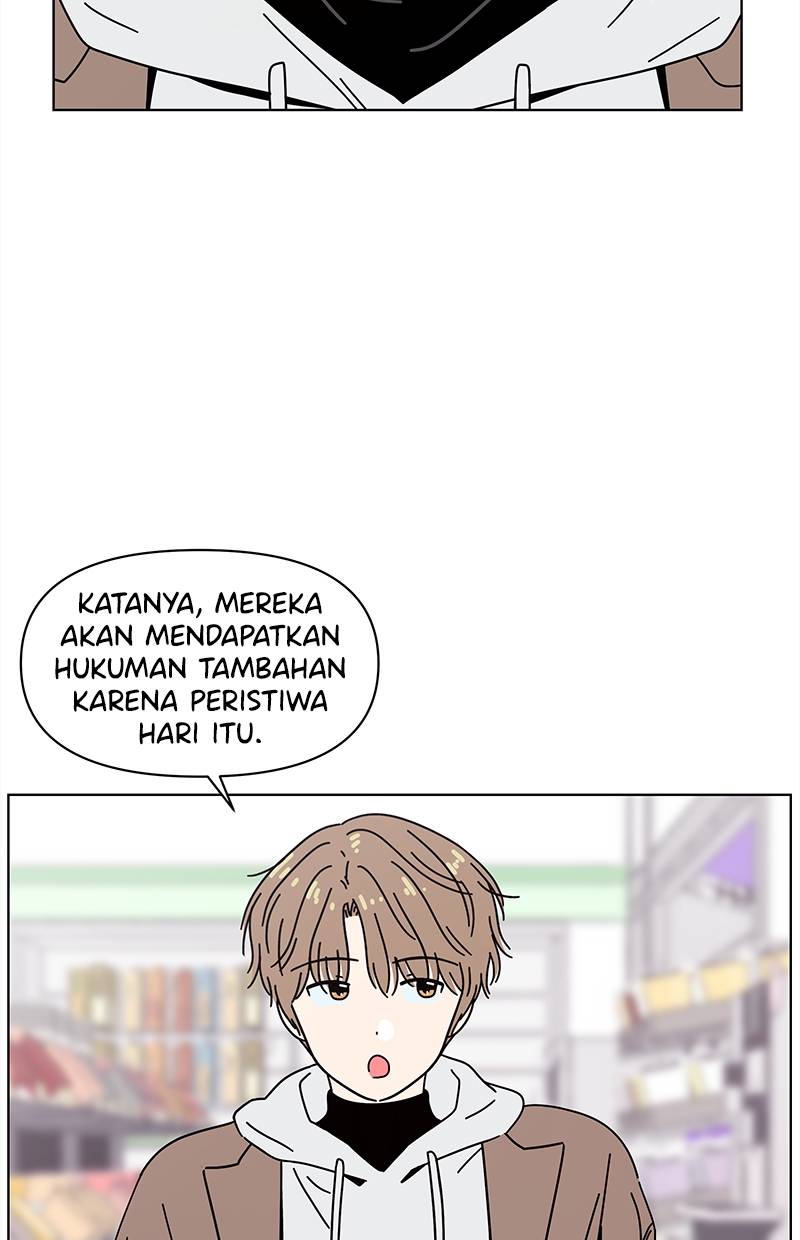 KATANYA, MEREKA
AKAN MENDAPATKAN
HUKUMAN TAMBAHAN
KARENA PERISTIWA
HARI ITU.